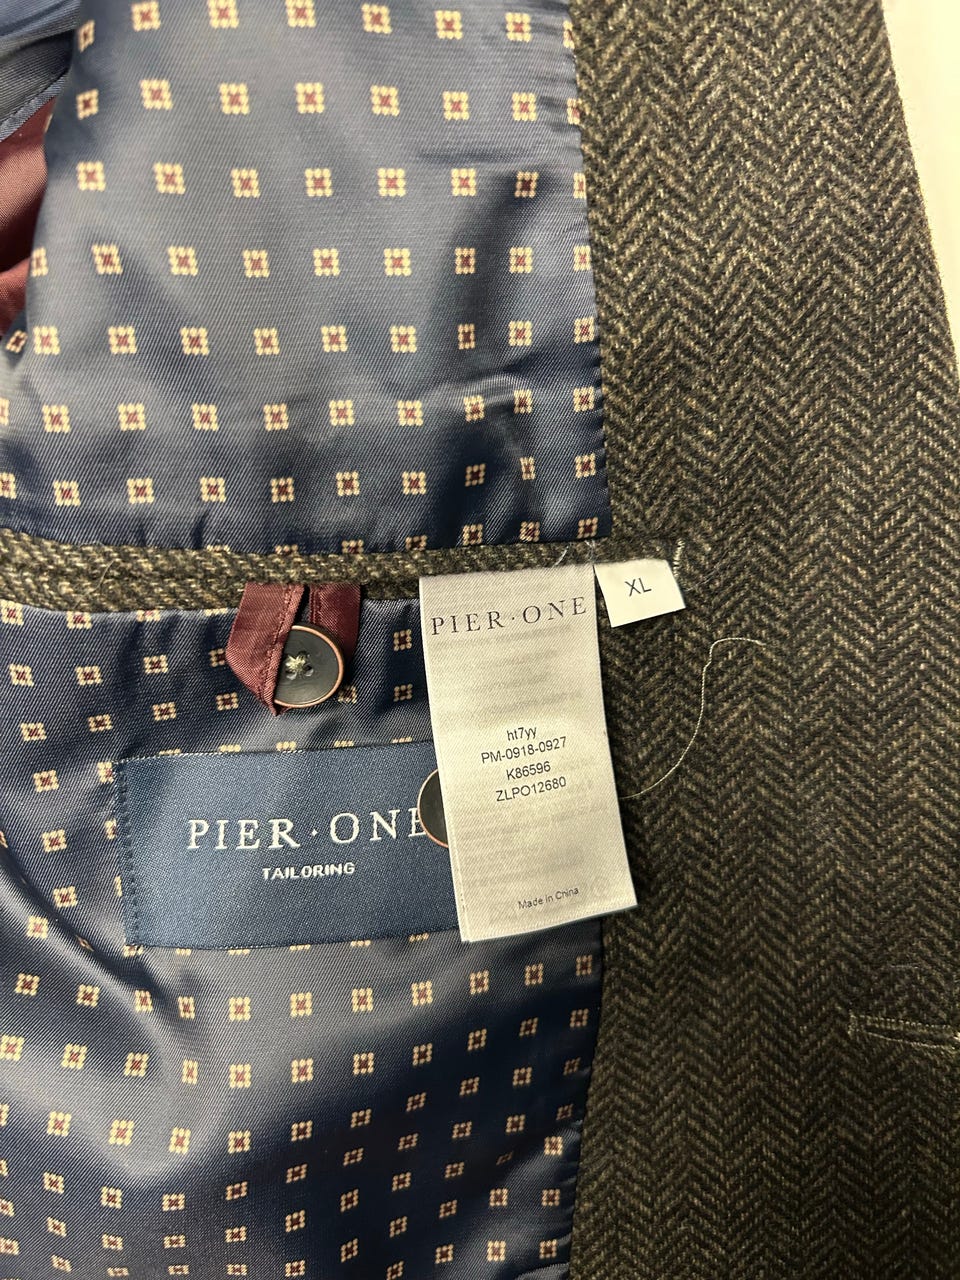 XL
PIER·ONE
ht7yy
PM-0918-0927
K86596
ZLPO12680
Made in China
PIER·ONE
TAILORING